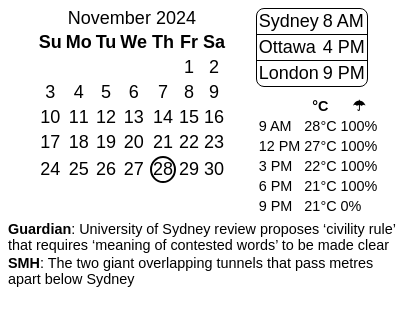 November 2024
Su Mo Tu We Th Fr Sa
1 2
3 4 5 6 7 8 9
10 11 12 13 14 15 16
17 18 19 20 21 22 23
24 25 26 27 28 29 30
Sydney 8 AM
Ottawa 4 PM
London 9 PM
°C ☂
9 AM 28°C 100%
12 PM 27°C 100%
3 PM 22°C 100%
6 PM 21°C 100%
9 PM 21°C 0%
Guardian: University of Sydney review proposes ‘civility rule’
that requires ‘meaning of contested words’ to be made clear
SMH: The two giant overlapping tunnels that pass metres
apart below Sydney